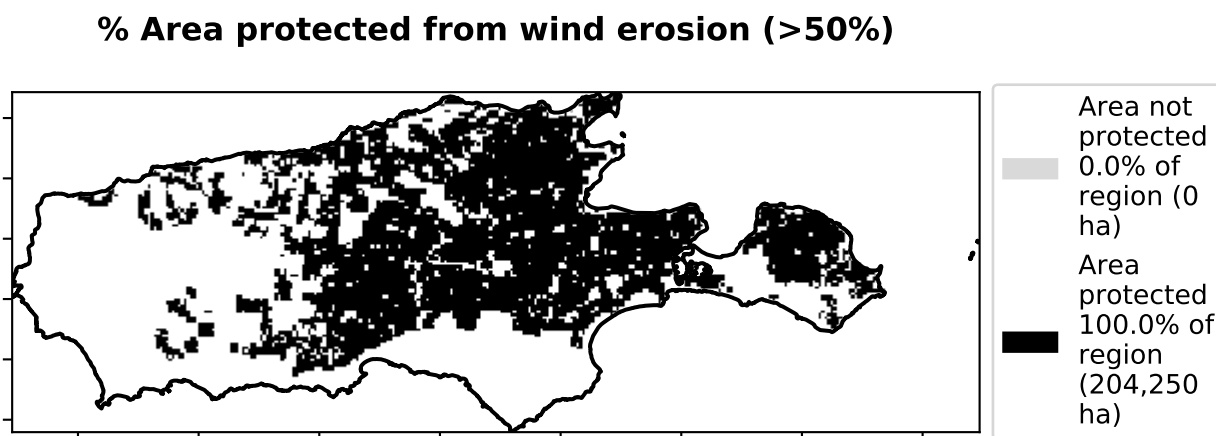 % Area protected from wind erosion (>50%)
Area not
protected
0.0% of
region (0
ha)
Area
protected
100.0% of
region
(204,250
ha)